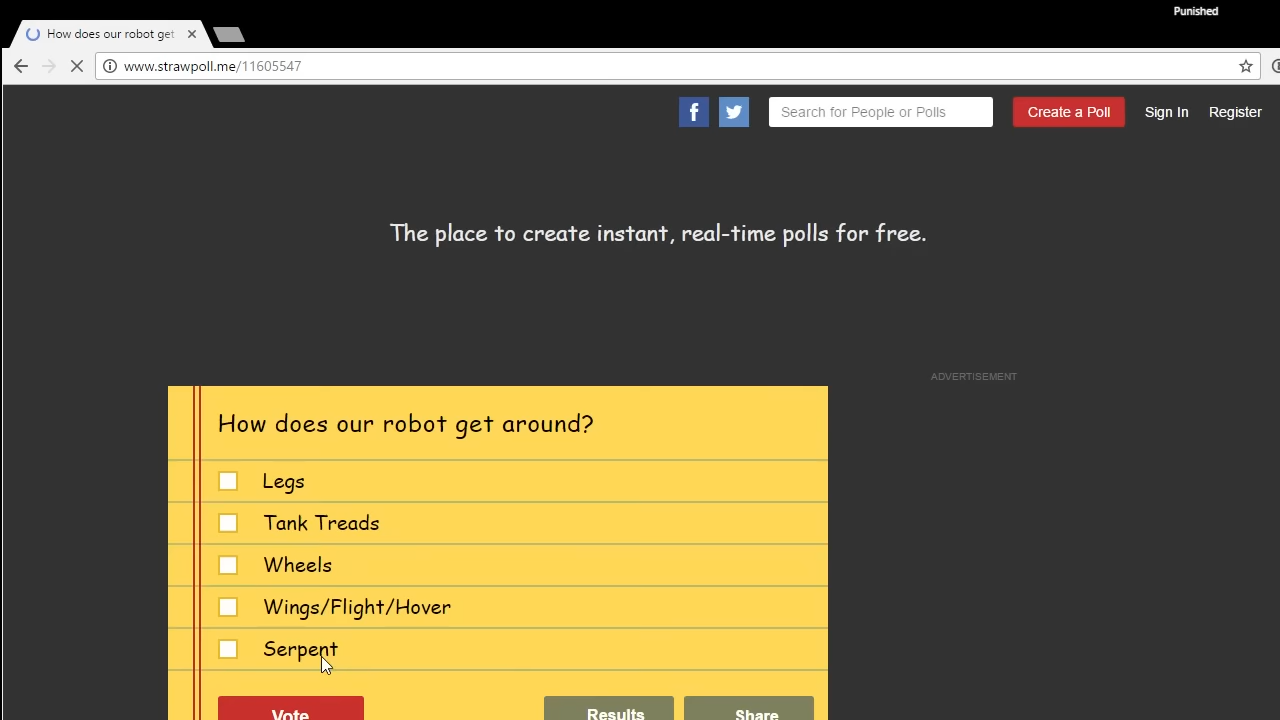 Punished
How does our robot get
www.strawpoll.me/11605547
f Search for People or Polls Create a Poll Sign In Register
The place to create instant, real-time polls for free.
ADVERTISEMENT
How does our robot get around?
Legs
Tank Treads
Wheels
Wings/Flight/Hover
Serpent
Vote Results Share